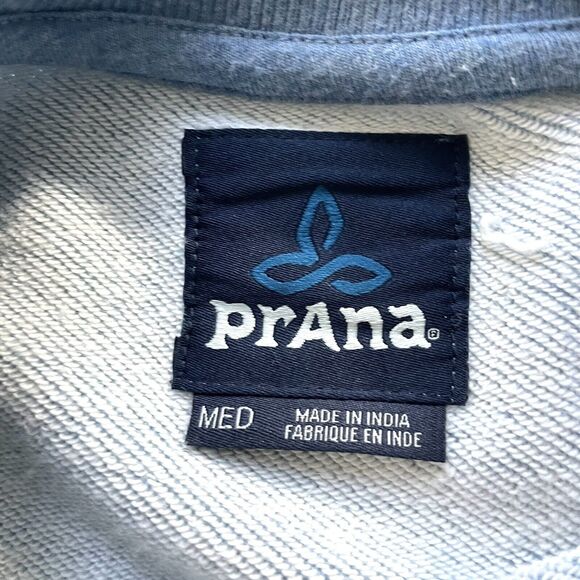 prAna®
MED
MADE IN INDIA
FABRIQUE EN INDE